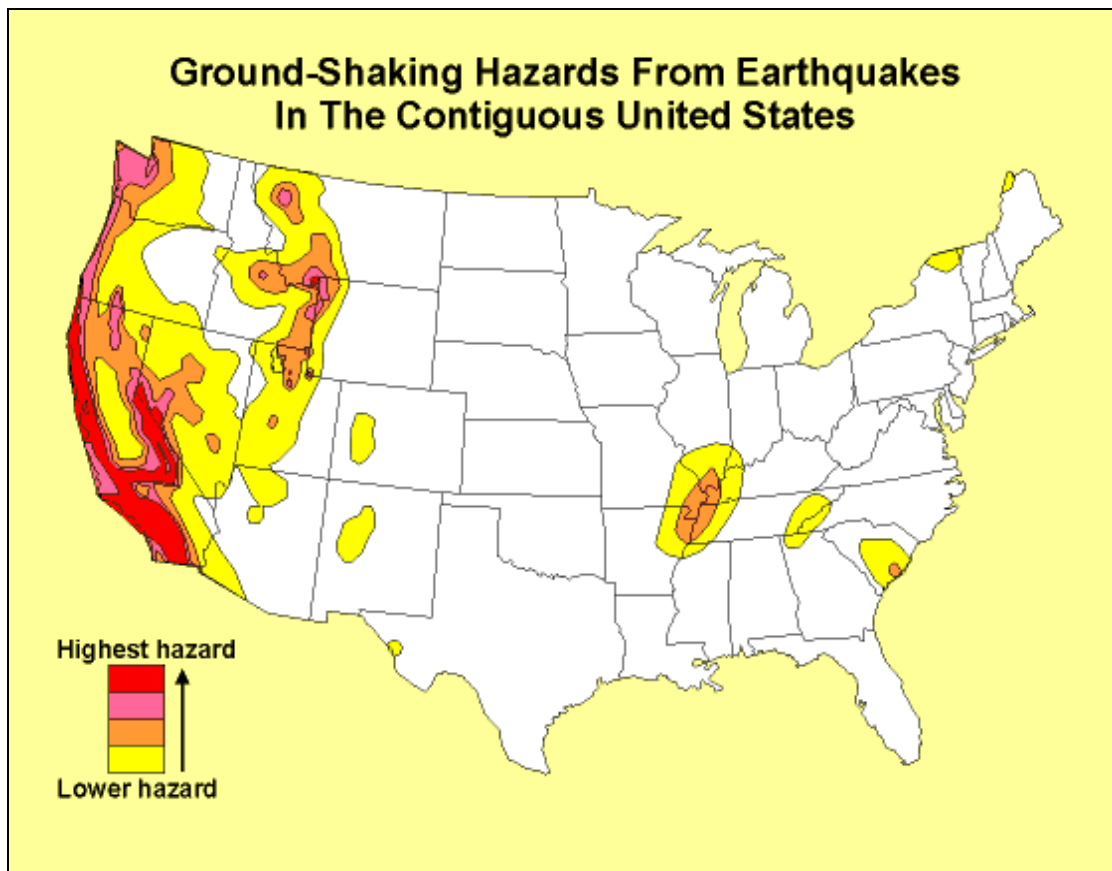 Ground-Shaking Hazards From Earthquakes
In The Contiguous United States
Highest hazard
Lower hazard